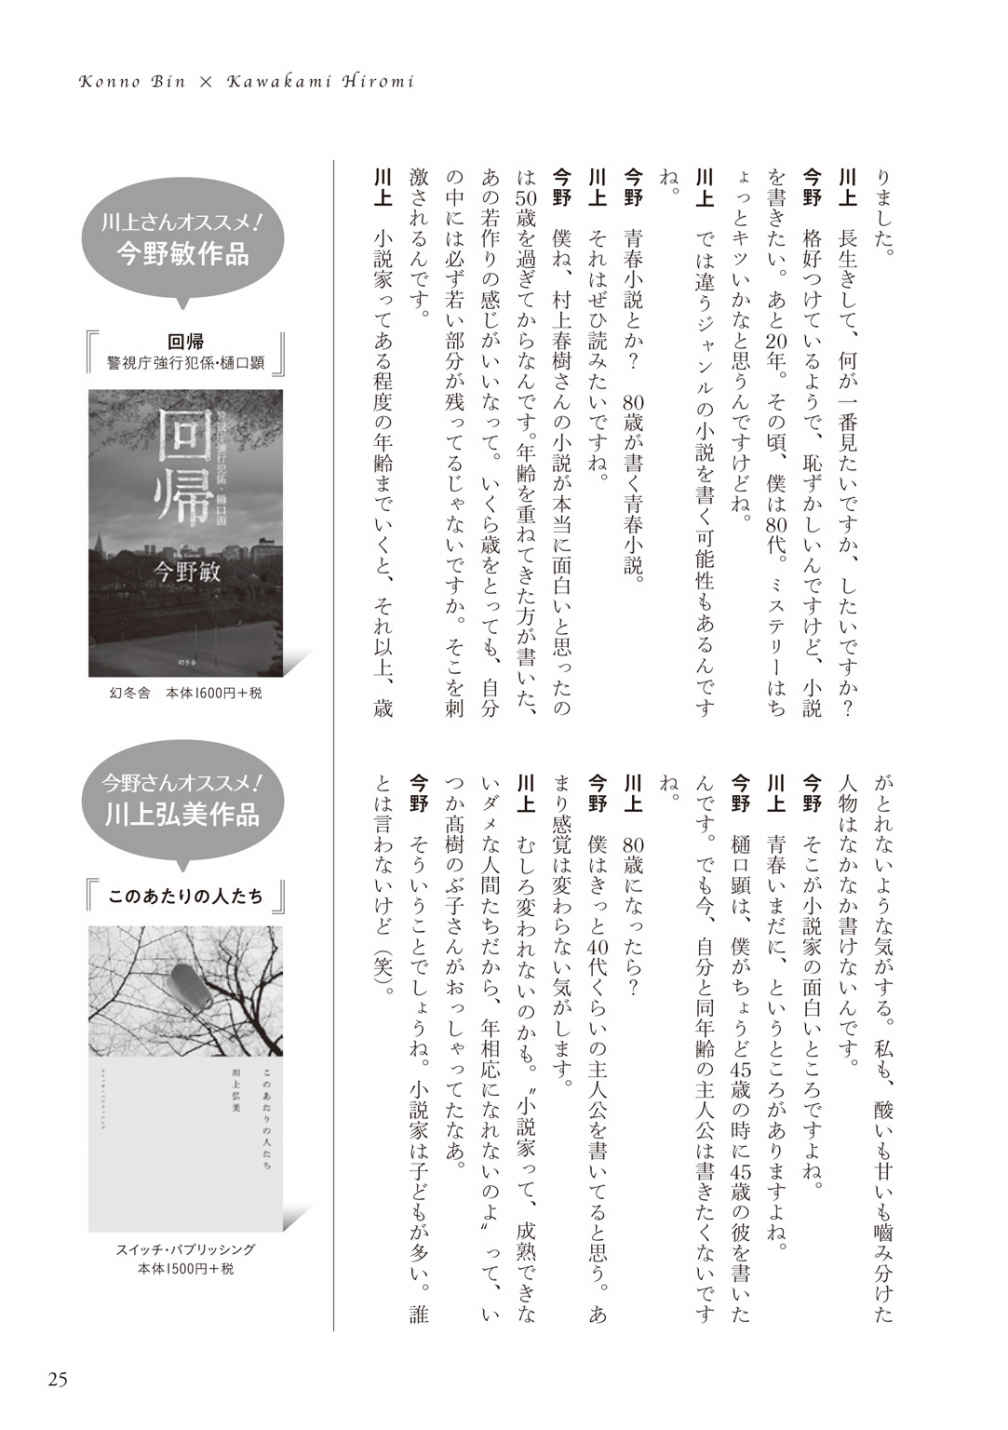 Konno Bin × Kawakami Hiromi
りました。
川上　長生きして、何が一番見たいですか、したいですか?
今野　格好つけているようで、恥ずかしいんですけど、小説
を書きたい。あと20年。その頃、僕は80代。ミステリーはち
ょっとキツいかなと思うんですけどね。
川上　では違うジャンルの小説を書く可能性もあるんです
ね。
今野　青春小説とか?　80歳が書く青春小説。
川上　それはぜひ読みたいですね。
今野　僕ね、村上春樹さんの小説が本当に面白いと思ったの
は50歳を過ぎてからなんです。年齢を重ねてきた方が書いた、
あの若作りの感じがいいなって。いくら歳をとっても、自分
の中には必ず若い部分が残ってるじゃないですか。そこを刺
激されるんです。
川上　小説家ってある程度の年齢までいくと、それ以上、歳
がとれないような気がする。私も、酸いも甘いも嚙み分けた
人物はなかなか書けないんです。
今野　そこが小説家の面白いところですよね。
川上　青春いまだに、というところがありますよね。
今野　樋口顕は、僕がちょうど45歳の時に45歳の彼を書いた
んです。でも今、自分と同年齢の主人公は書きたくないです
ね。
川上　80歳になったら?
今野　僕はきっと40代くらいの主人公を書いてると思う。あ
まり感覚は変わらない気がします。
川上　むしろ変われないのかも。〝小説家って、成熟できな
いダメな人間たちだから、年相応になれないのよ〟って、い
つか髙樹のぶ子さんがおっしゃってたなあ。
今野　そういうことでしょうね。小説家は子どもが多い。誰
とは言わないけど（笑）。
川上さんオススメ!
今野敏作品
『回帰
警視庁強行犯係・樋口顕』
回帰
警視庁強行犯係・樋口顕
今野敏
幻冬舎
幻冬舎　本体1600円+税
今野さんオススメ!
川上弘美作品
『このあたりの人たち』
このあたりの人たち
川上弘美
スイッチ・パブリッシング
本体1500円+税
25